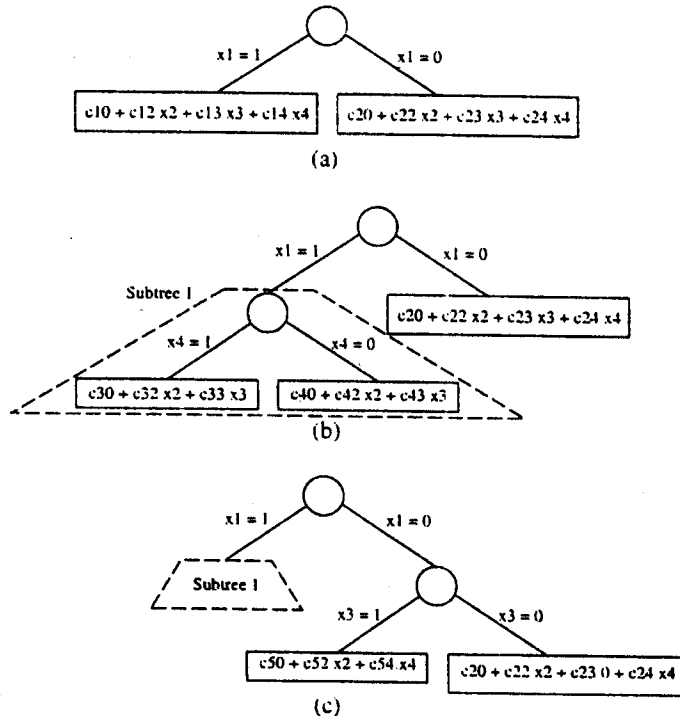 x1 = 1 x1 = 0
c10 + c12 x2 + c13 x3 + c14 x4 c20 + c22 x2 + c23 x3 + c24 x4
(a)
x1 = 1 x1 = 0
Subtree 1
c20 + c22 x2 + c23 x3 + c24 x4
x4 = 1 x4 = 0
c30 + c32 x2 + c33 x3 c40 + c42 x2 + c43 x3
(b)
x1 = 1 x1 = 0
Subtree 1
x3 = 1 x3 = 0
c50 + c52 x2 + c54 x4 c20 + c22 x2 + c23 0 + c24 x4
(c)